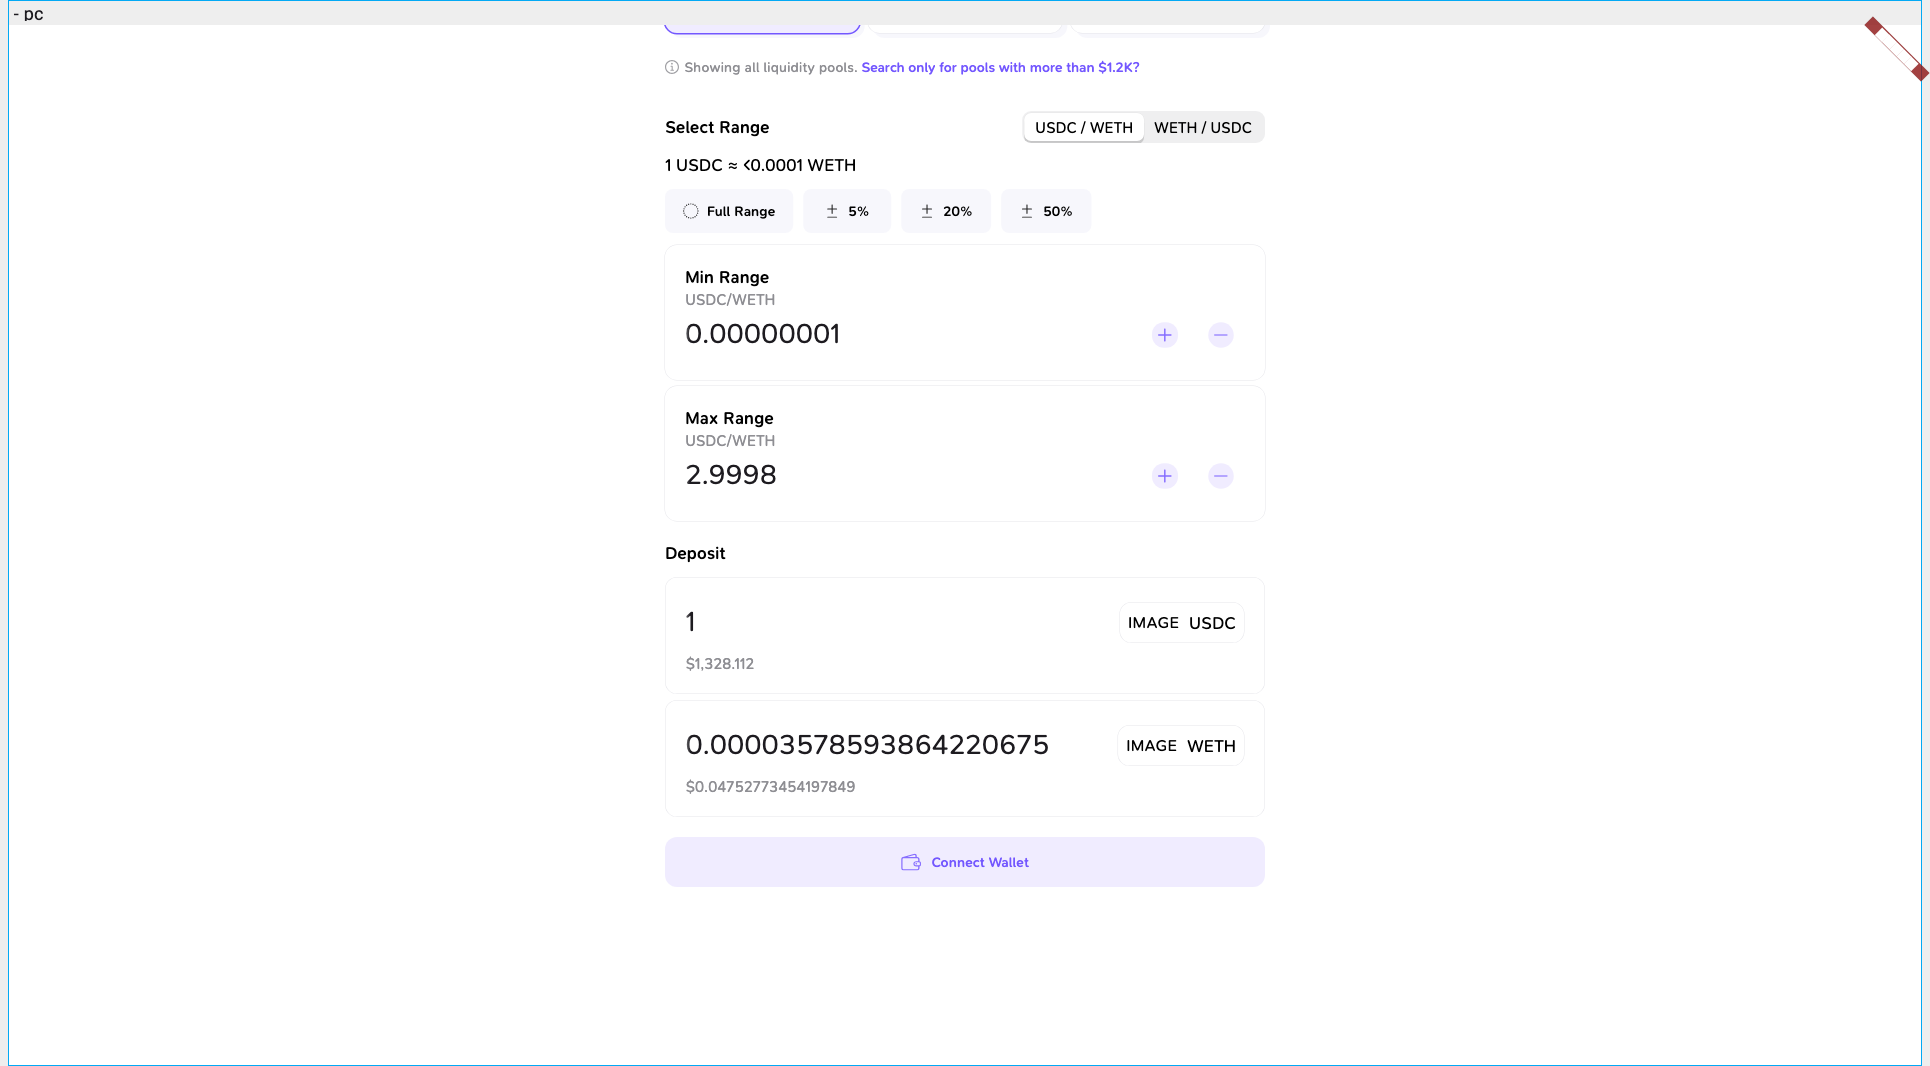 - pc
Showing all liquidity pools. Search only for pools with more than $1.2K?
Select Range
USDC / WETH WETH / USDC
1 USDC ≈ <0.0001 WETH
Full Range ± 5% ± 20% ± 50%
Min Range
USDC/WETH
0.00000001
Max Range
USDC/WETH
2.9998
Deposit
1 IMAGE USDC
$1,328.112
0.00003578593864220675 IMAGE WETH
$0.04752773454197849
Connect Wallet